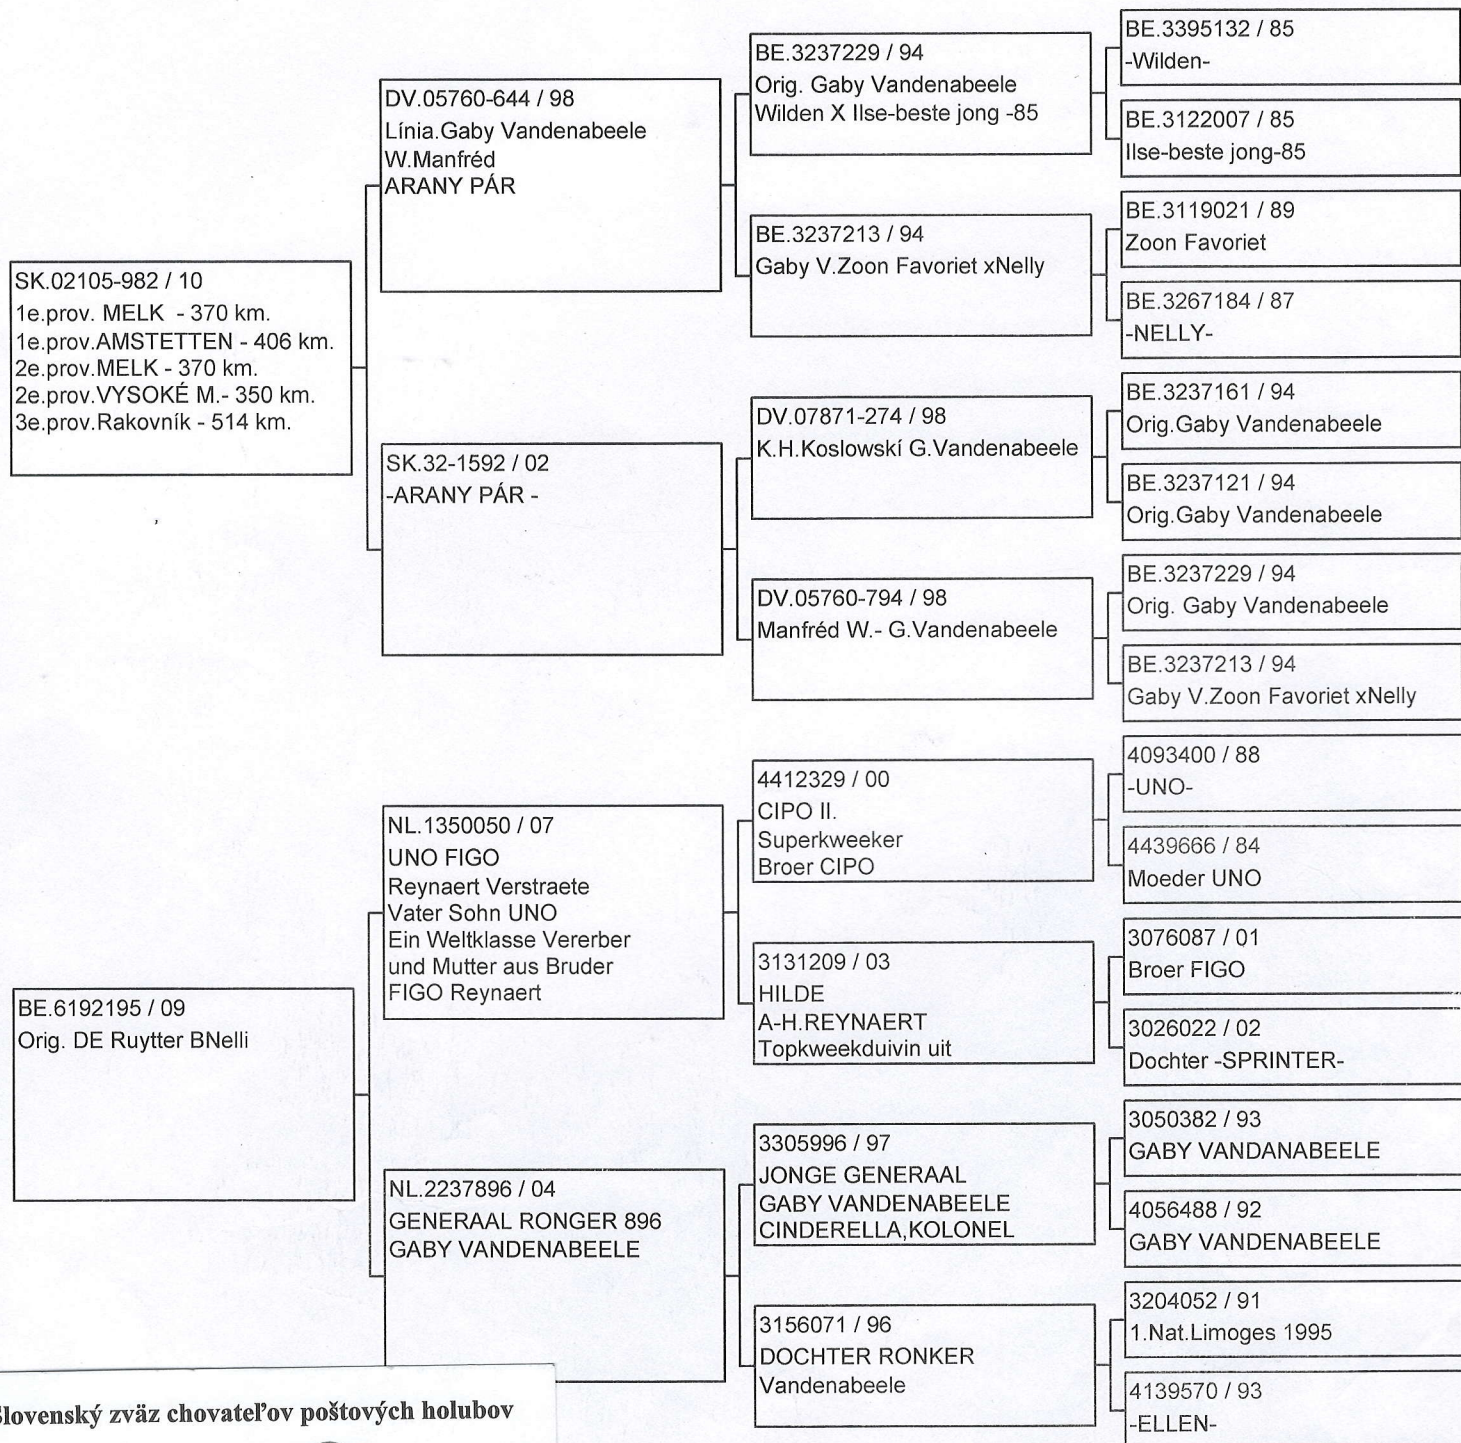 SK.02105-982 / 10
1e.prov. MELK - 370 km.
1e.prov.AMSTETTEN - 406 km.
2e.prov.MELK - 370 km.
2e.prov.VYSOKÉ M.- 350 km.
3e.prov.Rakovník - 514 km.
BE.6192195 / 09
Orig. DE Ruytter BNelli
DV.05760-644 / 98
Línia.Gaby Vandenabeele
W.Manfréd
ARANY PÁR
SK.32-1592 / 02
-ARANY PÁR -
NL.1350050 / 07
UNO FIGO
Reynaert Verstraete
Vater Sohn UNO
Ein Weltklasse Vererber
und Mutter aus Bruder
FIGO Reynaert
NL.2237896 / 04
GENERAAL RONGER 896
GABY VANDENABEELE
BE.3237229 / 94
Orig. Gaby Vandenabeele
Wilden X Ilse-beste jong -85
BE.3237213 / 94
Gaby V.Zoon Favoriet xNelly
DV.07871-274 / 98
K.H.Koslowskí G.Vandenabeele
DV.05760-794 / 98
Manfréd W.- G.Vandenabeele
4412329 / 00
CIPO II.
Superkweeker
Broer CIPO
3131209 / 03
HILDE
A-H.REYNAERT
Topkweekduivin uit
3305996 / 97
JONGE GENERAAL
GABY VANDENABEELE
CINDERELLA,KOLONEL
3156071 / 96
DOCHTER RONKER
Vandenabeele
BE.3395132 / 85
-Wilden-
BE.3122007 / 85
Ilse-beste jong-85
BE.3119021 / 89
Zoon Favoriet
BE.3267184 / 87
-NELLY-
BE.3237161 / 94
Orig.Gaby Vandenabeele
BE.3237121 / 94
Orig.Gaby Vandenabeele
BE.3237229 / 94
Orig. Gaby Vandenabeele
BE.3237213 / 94
Gaby V.Zoon Favoriet xNelly
4093400 / 88
-UNO-
4439666 / 84
Moeder UNO
3076087 / 01
Broer FIGO
3026022 / 02
Dochter -SPRINTER-
3050382 / 93
GABY VANDANABEELE
4056488 / 92
GABY VANDENABEELE
3204052 / 91
1.Nat.Limoges 1995
4139570 / 93
-ELLEN-
Slovenský zväz chovateľov poštových holubov